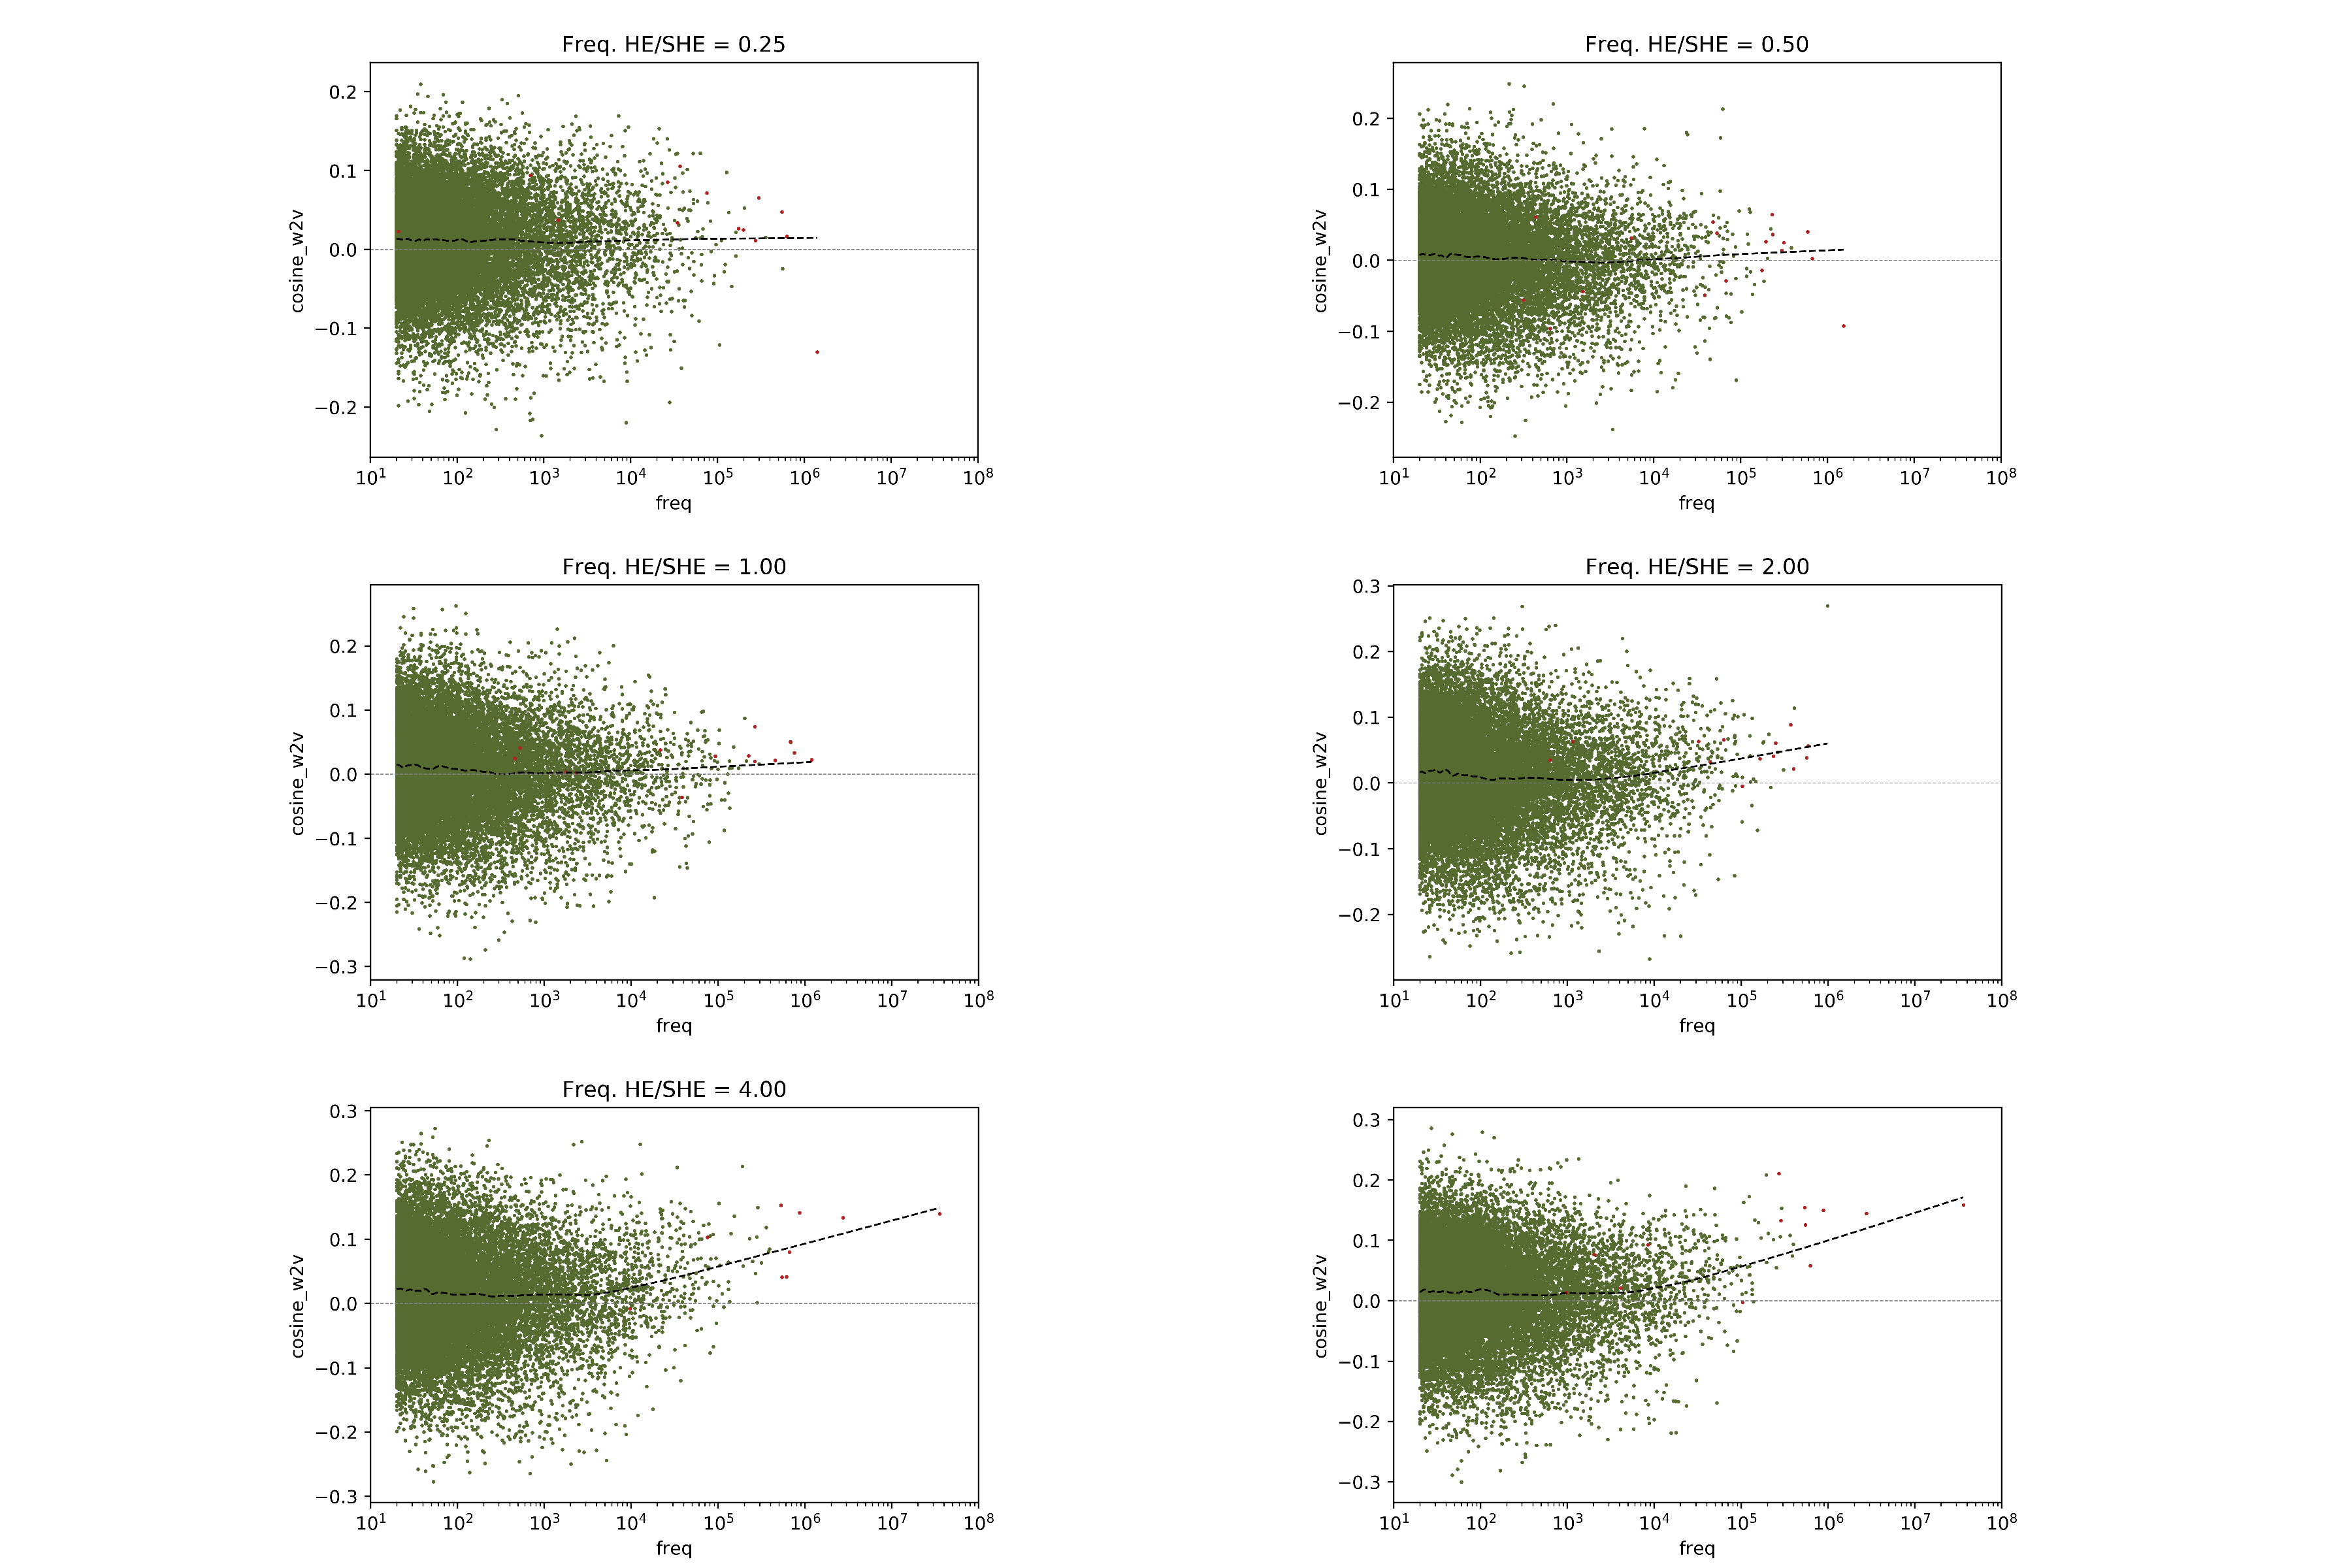 Freq. HE/SHE = 0.25
0.2
0.1
0.0
−0.1
−0.2
cosine_w2v
10¹ 10² 10³ 10⁴ 10⁵ 10⁶ 10⁷ 10⁸
freq
Freq. HE/SHE = 0.50
0.2
0.1
0.0
−0.1
−0.2
cosine_w2v
10¹ 10² 10³ 10⁴ 10⁵ 10⁶ 10⁷ 10⁸
freq
Freq. HE/SHE = 1.00
0.2
0.1
0.0
−0.1
−0.2
−0.3
cosine_w2v
10¹ 10² 10³ 10⁴ 10⁵ 10⁶ 10⁷ 10⁸
freq
Freq. HE/SHE = 2.00
0.3
0.2
0.1
0.0
−0.1
−0.2
cosine_w2v
10¹ 10² 10³ 10⁴ 10⁵ 10⁶ 10⁷ 10⁸
freq
Freq. HE/SHE = 4.00
0.3
0.2
0.1
0.0
−0.1
−0.2
−0.3
cosine_w2v
10¹ 10² 10³ 10⁴ 10⁵ 10⁶ 10⁷ 10⁸
freq
0.3
0.2
0.1
0.0
−0.1
−0.2
−0.3
cosine_w2v
10¹ 10² 10³ 10⁴ 10⁵ 10⁶ 10⁷ 10⁸
freq